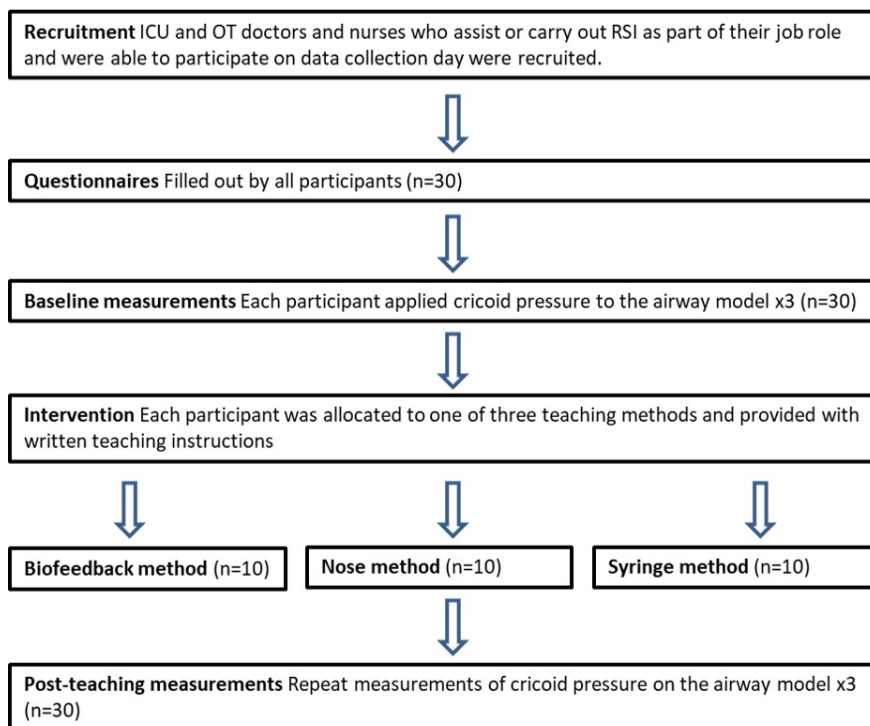 Recruitment ICU and OT doctors and nurses who assist or carry out RSI as part of their job role
and were able to participate on data collection day were recruited.
Questionnaires Filled out by all participants (n=30)
Baseline measurements Each participant applied cricoid pressure to the airway model x3 (n=30)
Intervention Each participant was allocated to one of three teaching methods and provided with
written teaching instructions
Biofeedback method (n=10)
Nose method (n=10)
Syringe method (n=10)
Post-teaching measurements Repeat measurements of cricoid pressure on the airway model x3
(n=30)